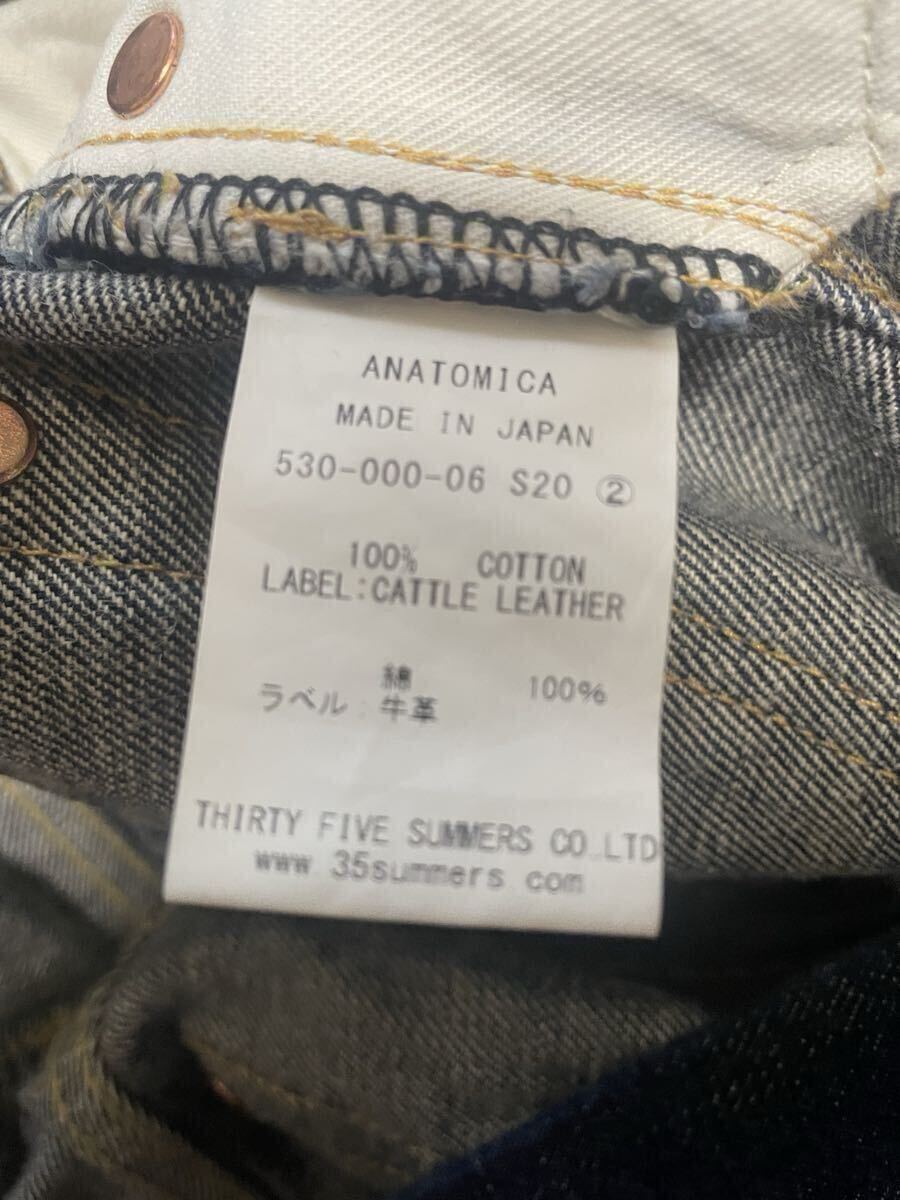 ANATOMICA
MADE IN JAPAN
530-000-06 S20 ②
100% COTTON
LABEL:CATTLE LEATHER
綿 100%
ラベル 牛革
THIRTY FIVE SUMMERS CO.LTD
www.35summers.com